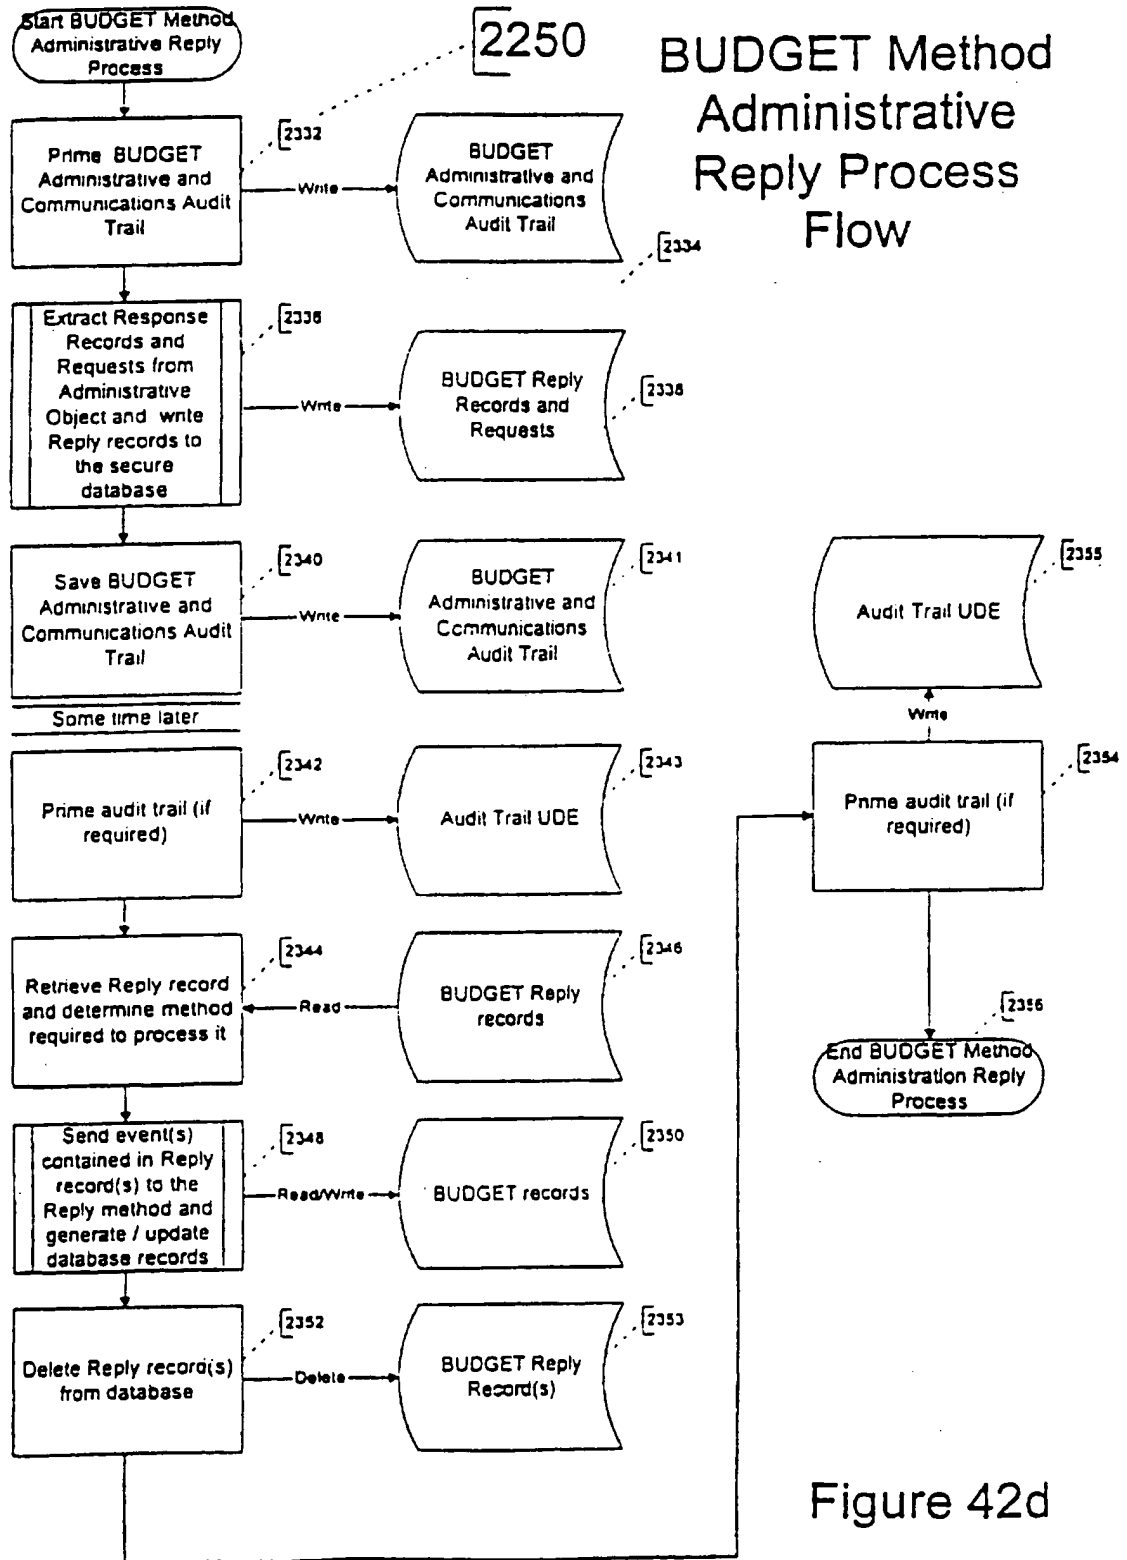 Start BUDGET Method
Administrative Reply
Process
2250
BUDGET Method
Administrative
Reply Process
Flow
Prime BUDGET
Administrative and
Communications Audit
Trail
2332
Write
BUDGET
Administrative and
Communications
Audit Trail
2334
Extract Response
Records and
Requests from
Administrative
Object and write
Reply records to
the secure
database
2336
Write
BUDGET Reply
Records and
Requests
2338
Save BUDGET
Administrative and
Communications Audit
Trail
2340
Write
BUDGET
Administrative and
Communications
Audit Trail
2341
Some time later
Prime audit trail (if
required)
2342
Write
Audit Trail UDE
2343
Retrieve Reply record
and determine method
required to process it
2344
Read
BUDGET Reply
records
2346
Send event(s)
contained in Reply
record(s) to the
Reply method and
generate / update
database records
2348
Read/Write
BUDGET records
2350
Delete Reply record(s)
from database
2352
Delete
BUDGET Reply
Record(s)
2353
Audit Trail UDE
2355
Write
Prime audit trail (if
required)
2354
End BUDGET Method
Administration Reply
Process
2356
Figure 42d